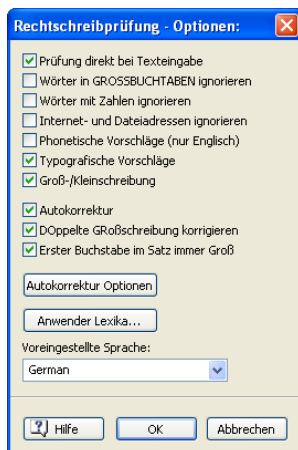 Rechtschreibprüfung - Optionen:
Prüfung direkt bei Texteingabe
Wörter in GROSSBUCHTABEN ignorieren
Wörter mit Zahlen ignorieren
Internet- und Dateiadressen ignorieren
Phonetische Vorschläge (nur Englisch)
Typografische Vorschläge
Groß-/Kleinschreibung
Autokorrektur
DOppelte GRoßschreibung korrigieren
Erster Buchstabe im Satz immer Groß
Autokorrektur Optionen
Anwender Lexika...
Voreingestellte Sprache:
German
Hilfe OK Abbrechen